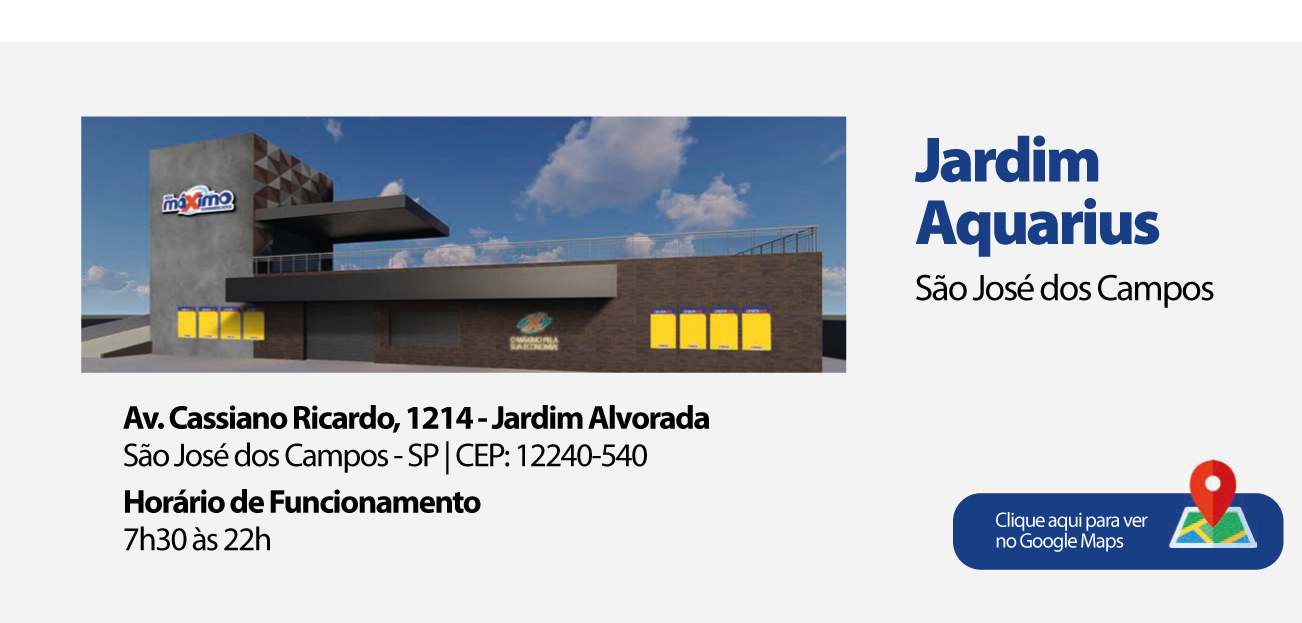 máximo
O MÁXIMO PELA
SUA ECONOMIA!
Jardim
Aquarius
São José dos Campos
Av. Cassiano Ricardo, 1214 - Jardim Alvorada
São José dos Campos - SP | CEP: 12240-540
Horário de Funcionamento
7h30 às 22h
Clique aqui para ver
no Google Maps